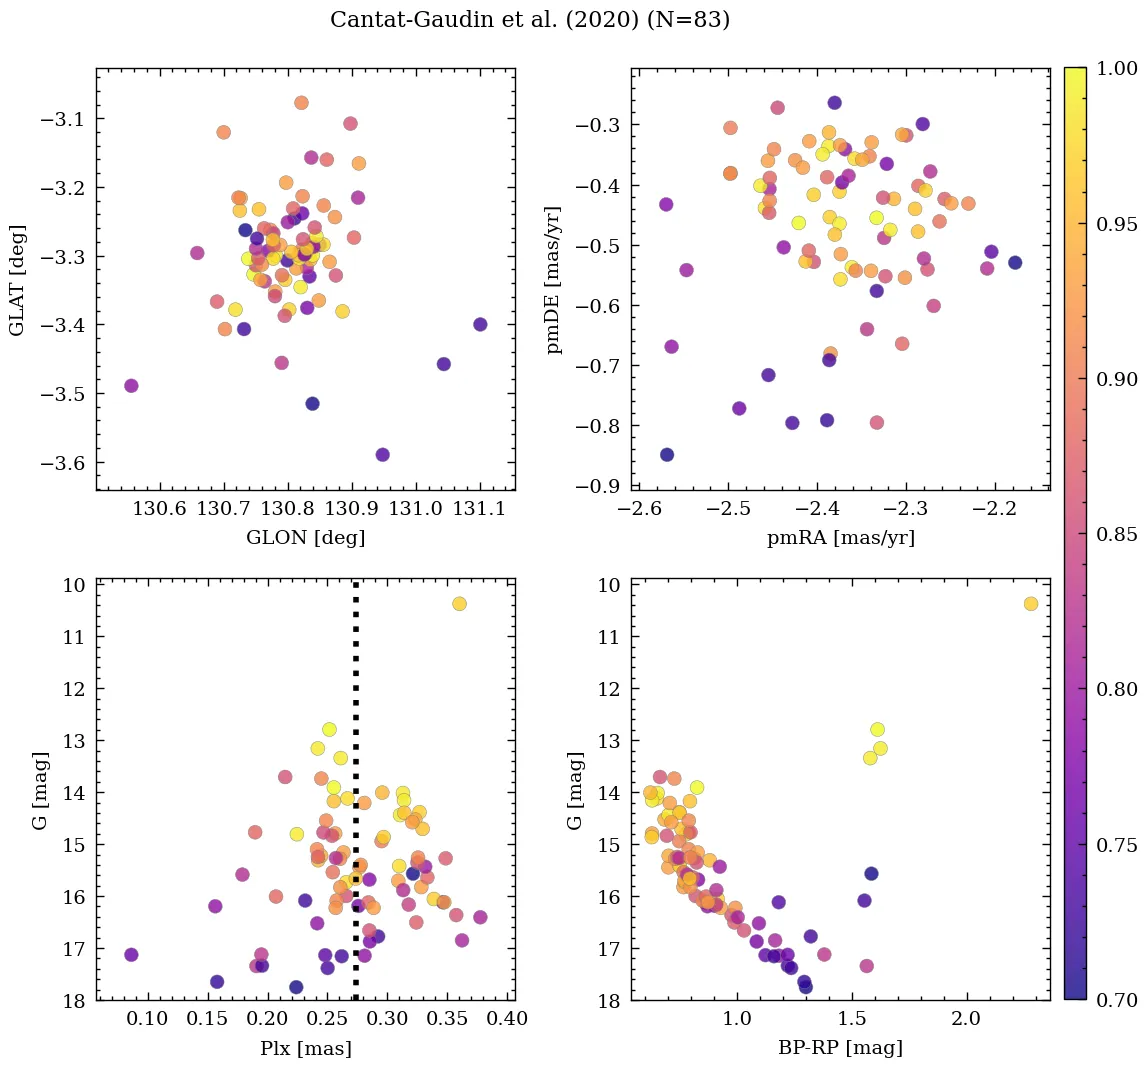 Cantat-Gaudin et al. (2020) (N=83)
−3.1
−3.2
−3.3
−3.4
−3.5
−3.6
GLAT [deg]
130.6 130.7 130.8 130.9 131.0 131.1
GLON [deg]
−0.3
−0.4
−0.5
−0.6
−0.7
−0.8
−0.9
pmDE [mas/yr]
−2.6 −2.5 −2.4 −2.3 −2.2
pmRA [mas/yr]
10
11
12
13
14
15
16
17
18
G [mag]
0.10 0.15 0.20 0.25 0.30 0.35 0.40
Plx [mas]
10
11
12
13
14
15
16
17
18
G [mag]
1.0 1.5 2.0
BP-RP [mag]
1.00
0.95
0.90
0.85
0.80
0.75
0.70